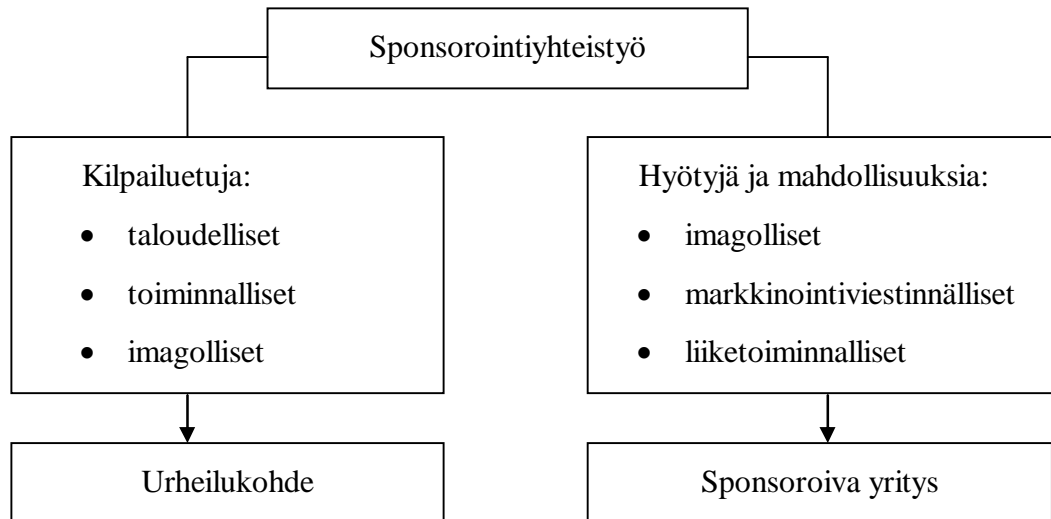 Sponsorointiyhteistyö
Kilpailuetuja:
• taloudelliset
• toiminnalliset
• imagolliset
Hyötyjä ja mahdollisuuksia:
• imagolliset
• markkinointiviestinnälliset
• liiketoiminnalliset
Urheilukohde
Sponsoroiva yritys